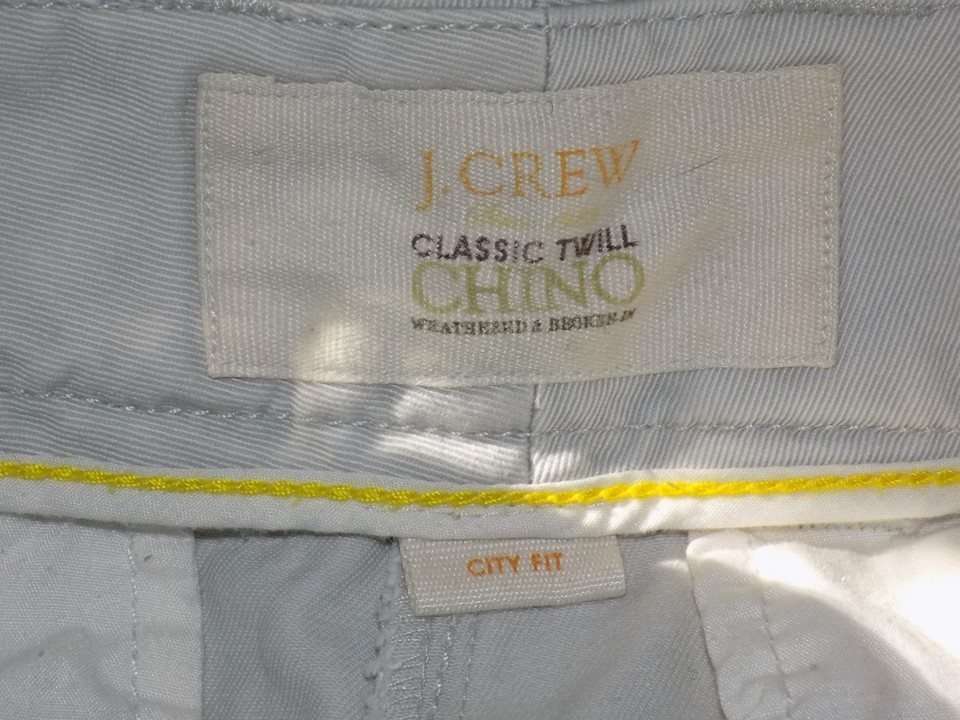 J.CREW
CLASSIC TWILL
CHINO
WEATHERED & BROKEN-IN
CITY FIT